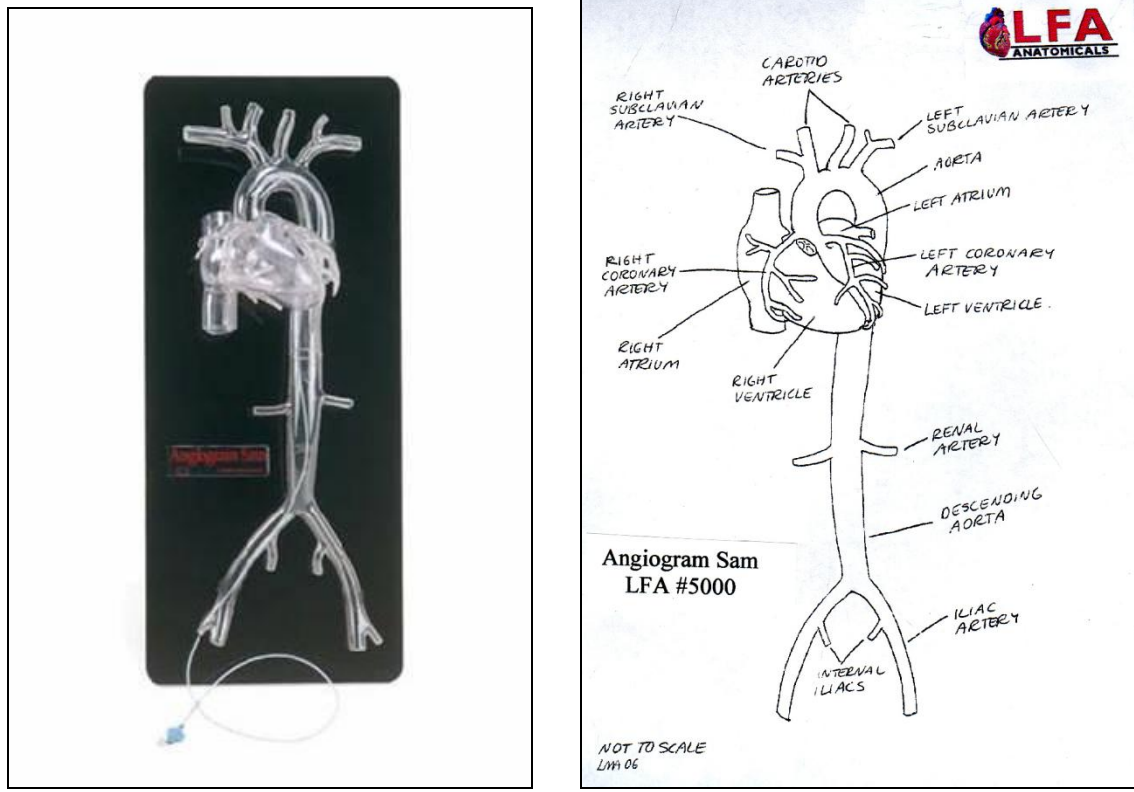 Angiogram Sam
LFA
ANATOMICALS
CAROTID
ARTERIES
RIGHT
SUBCLAVIAN
ARTERY
LEFT
SUBCLAVIAN ARTERY
AORTA
LEFT ATRIUM
RIGHT
CORONARY
ARTERY
LEFT CORONARY
ARTERY
LEFT VENTRICLE.
RIGHT
ATRIUM
RIGHT
VENTRICLE
RENAL
ARTERY
DESCENDING
AORTA
Angiogram Sam
LFA #5000
ILIAC
ARTERY
INTERNAL
ILIACS
NOT TO SCALE
LMA 06